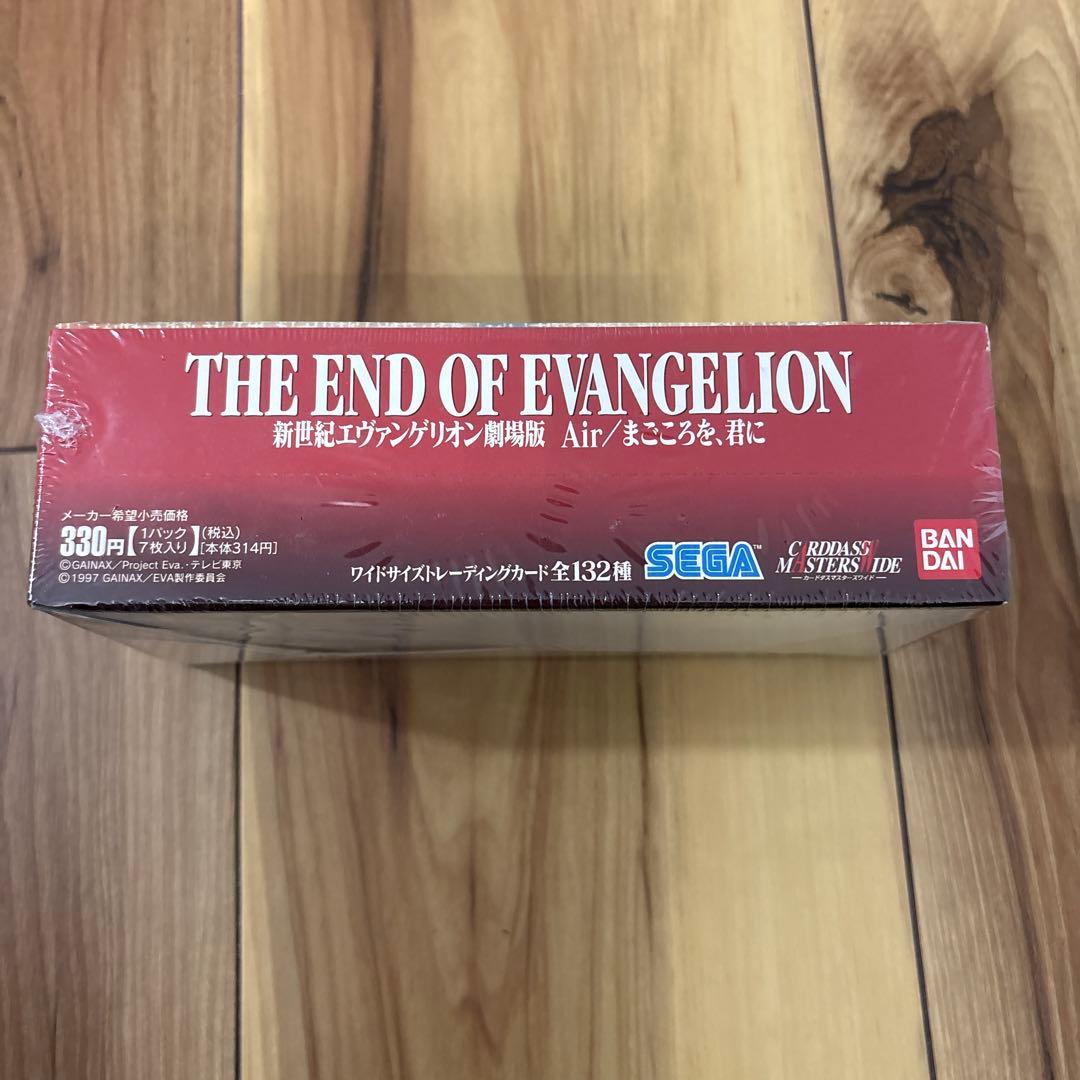 THE END OF EVANGELION
新世紀エヴァンゲリオン劇場版 Air/まごころを、君に
メーカー希望小売価格
330円【1パック 7枚入り】(税込)[本体314円]
©GAINAX/Project Eva.・テレビ東京
©1997 GAINAX/EVA製作委員会
ワイドサイズトレーディングカード全132種
SEGA™
CARDDASS MASTERS WIDE
カードダスマスターズワイド
BAN
DAI